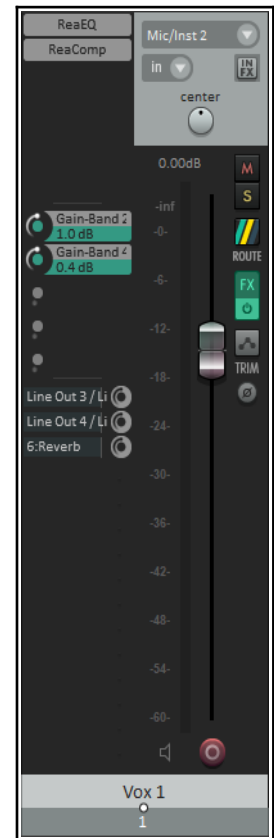 ReaEQ
ReaComp
Mic/Inst 2
in
IN
FX
center
0.00dB
M
S
ROUTE
FX
TRIM
Ø
-inf
-0-
-6-
-12-
-18-
-24-
-30-
-36-
-42-
-48-
-54-
-60-
Gain-Band 2
1.0 dB
Gain-Band 4
0.4 dB
Line Out 3 / Li
Line Out 4 / Li
6:Reverb
Vox 1
1